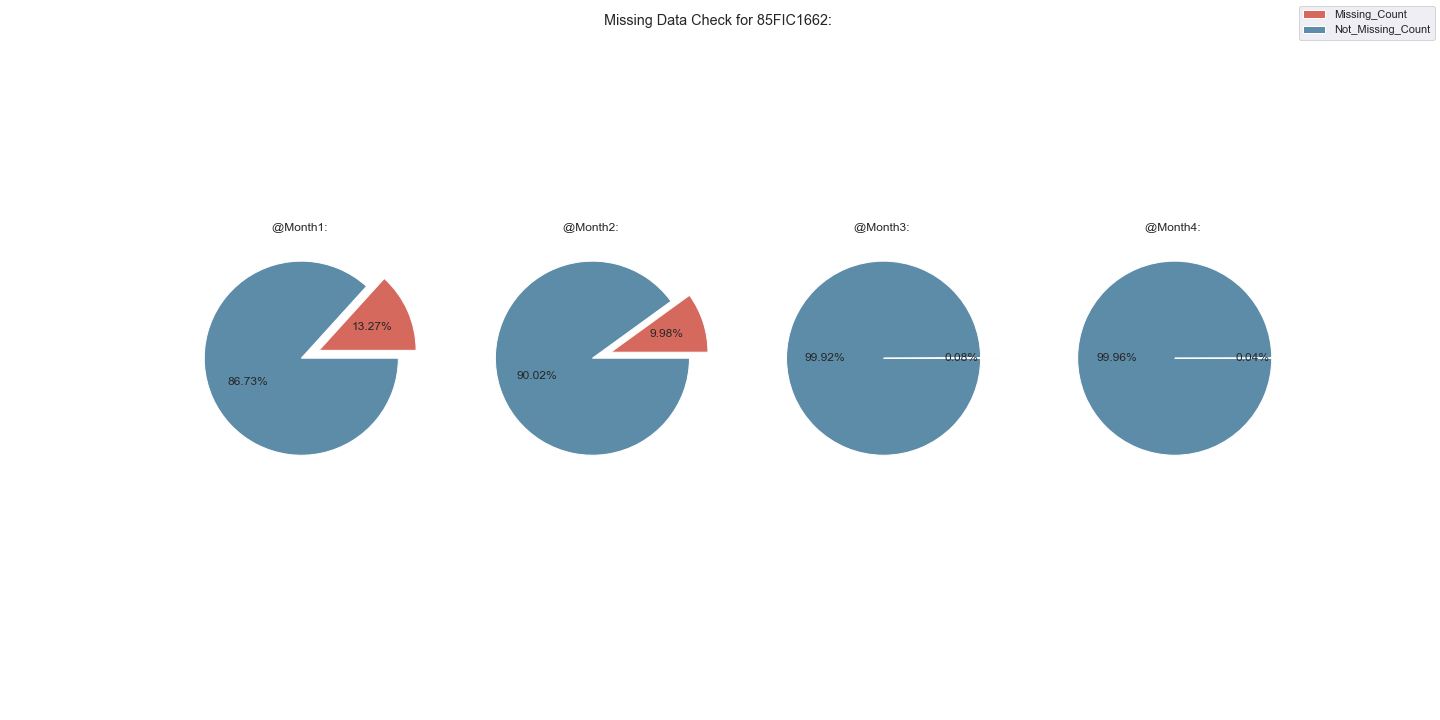 Missing Data Check for 85FIC1662:
Missing_Count
Not_Missing_Count
@Month1:
13.27%
86.73%
@Month2:
9.98%
90.02%
@Month3:
99.92%
0.08%
@Month4:
99.96%
0.04%